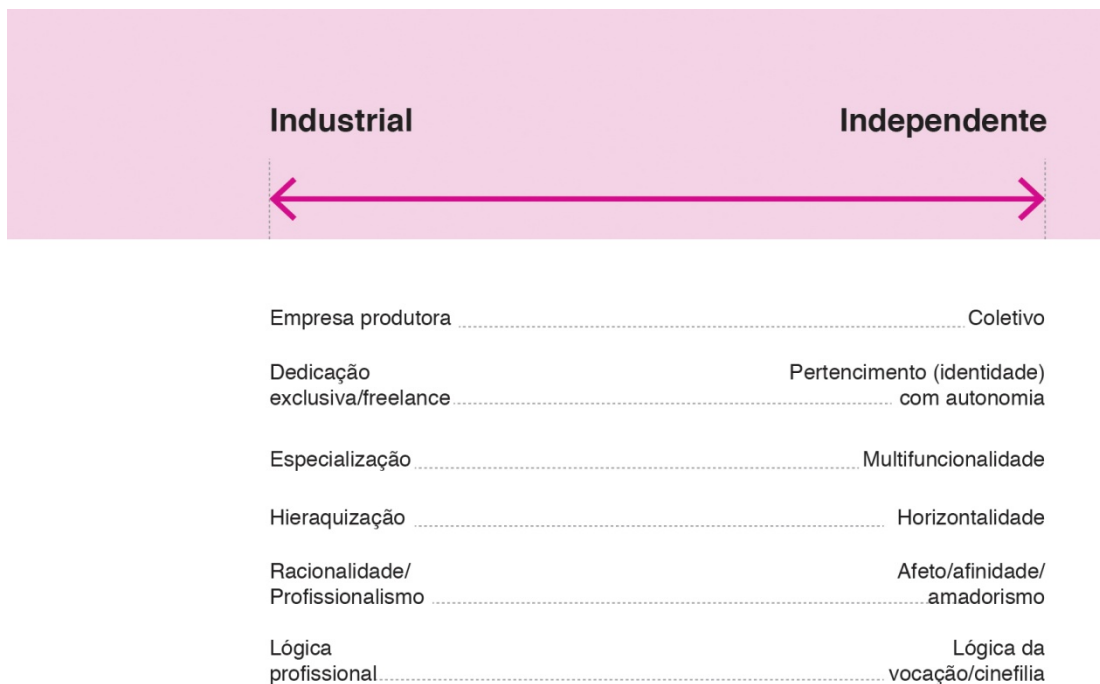 Industrial Independente
Empresa produtora Coletivo
Dedicação Pertencimento (identidade)
exclusiva/freelance com autonomia
Especialização Multifuncionalidade
Hieraquização Horizontalidade
Racionalidade/ Afeto/afinidade/
Profissionalismo amadorismo
Lógica Lógica da
profissional vocação/cinefilia